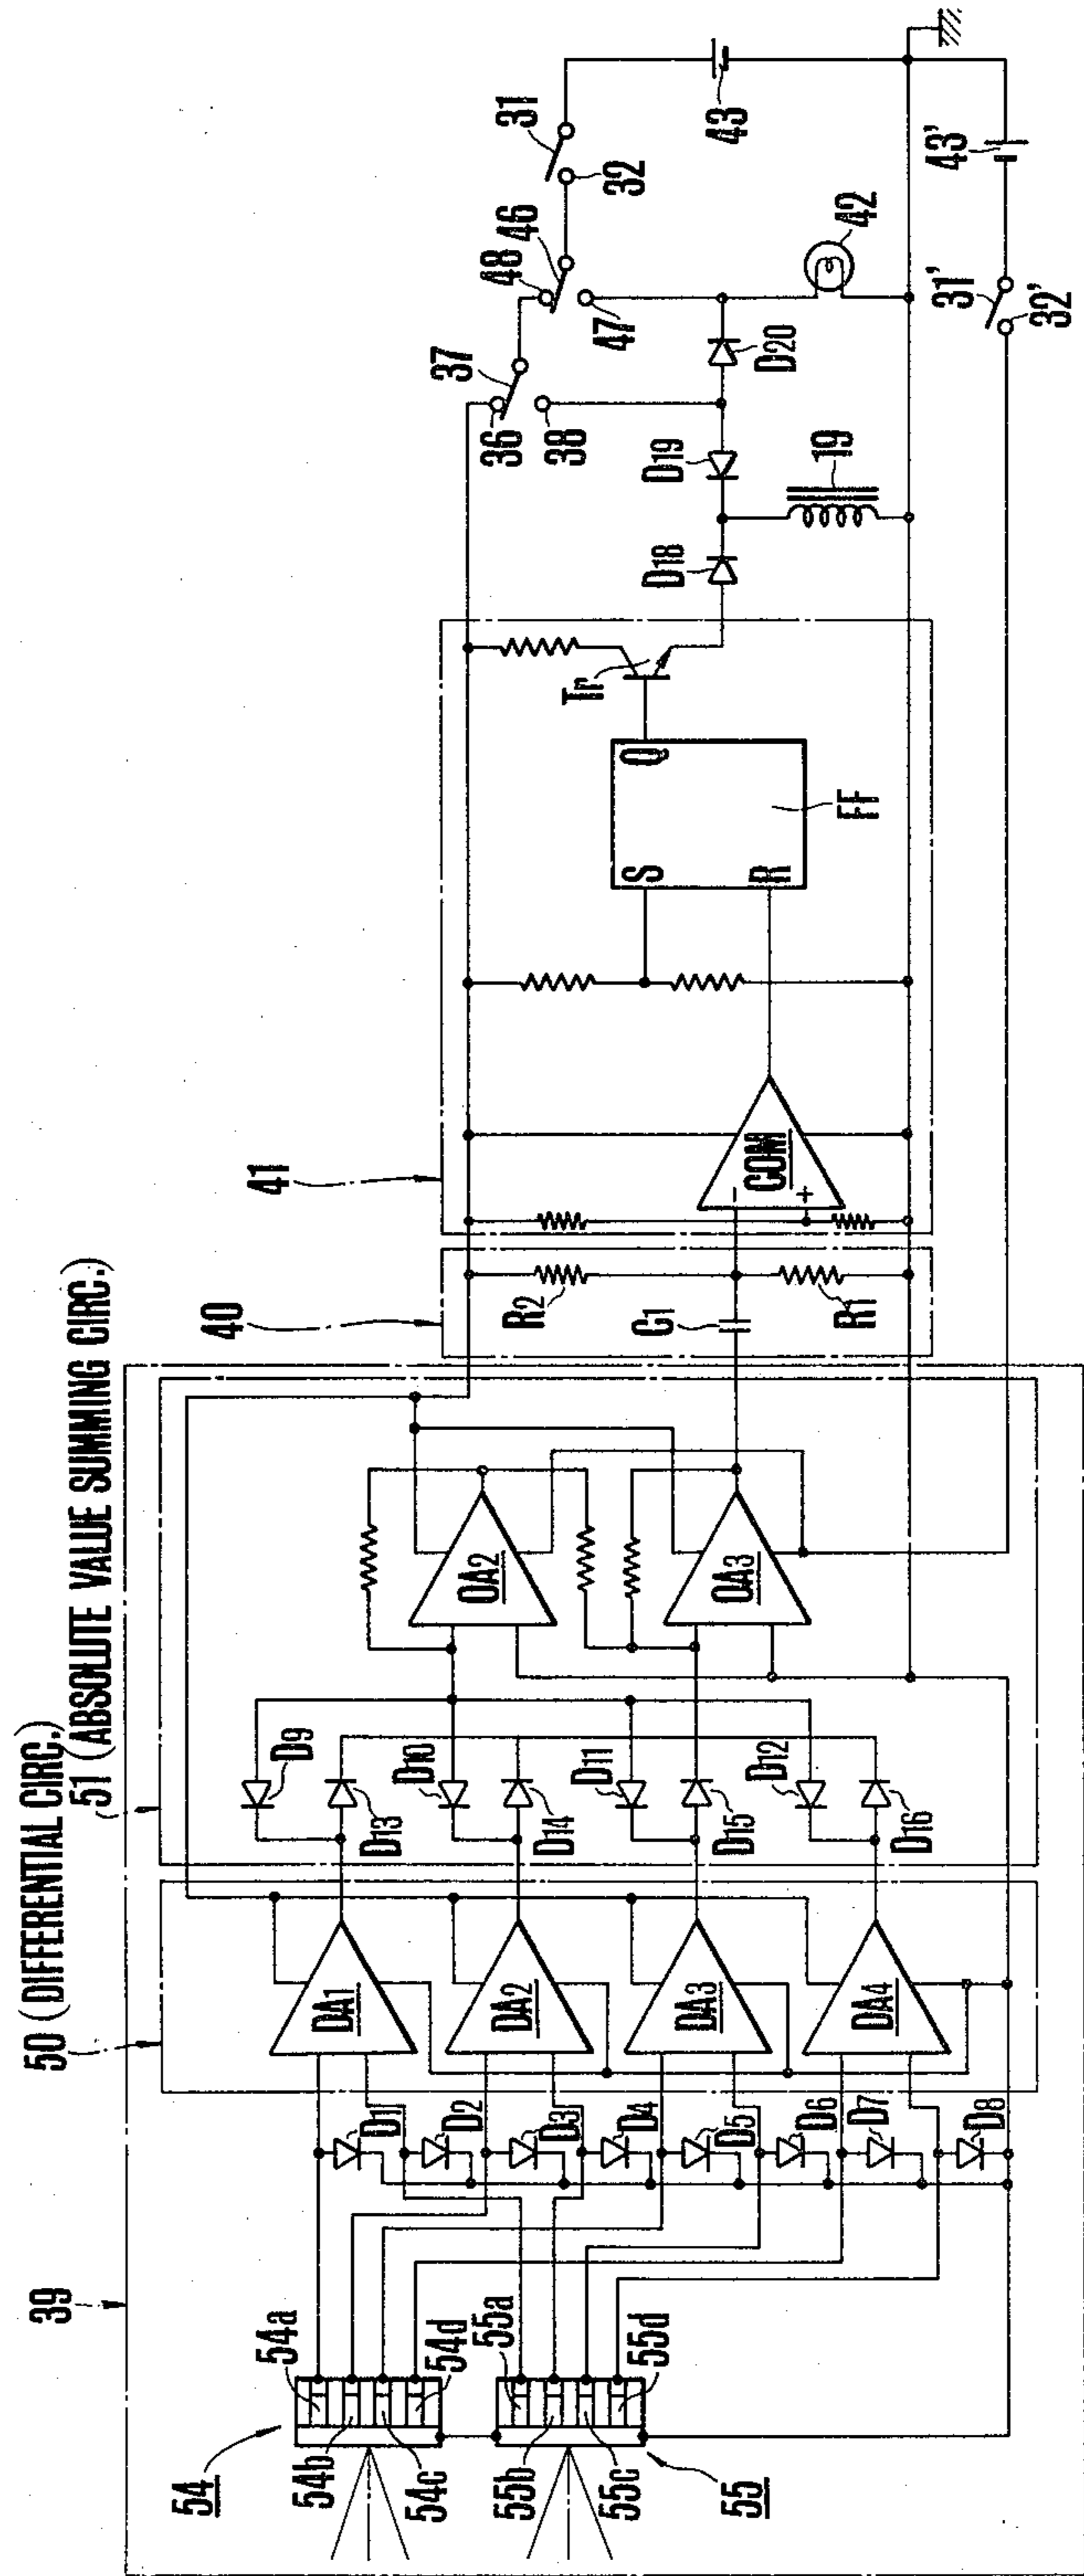 50 (DIFFERENTIAL CIRC.)
51 (ABSOLUTE VALUE SUMMING CIRC.)
39
40
41
54
54a
54b
54c
54d
55
55a
55b
55c
55d
D1
D2
D3
D4
D5
D6
D7
D8
DA1
DA2
DA3
DA4
D9
D13
D10
D14
D11
D15
D12
D16
OA2
OA3
R2
C1
R1
COM
-
+
S
R
Q
FF
Tr
D18
D19
D20
19
36
37
38
48
46
47
31
32
43
42
31'
32'
43'